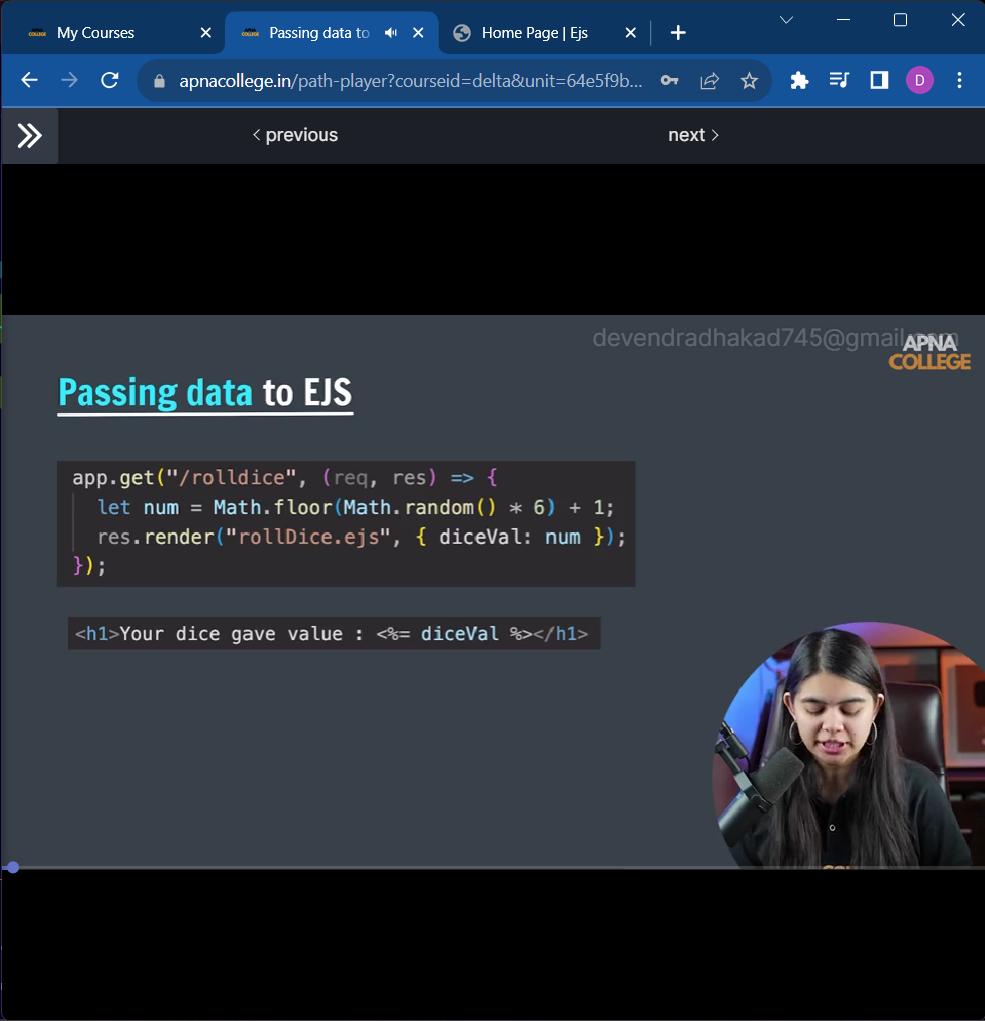 My Courses
Passing data to
Home Page | Ejs
apnacollege.in/path-player?courseid=delta&unit=64e5f9b...
D
< previous
next >
devendradhakad745@gmail.com
APNA
COLLEGE
Passing data to EJS
app.get("/rolldice", (req, res) => {
let num = Math.floor(Math.random() * 6) + 1;
res.render("rollDice.ejs", { diceVal: num });
});
<h1>Your dice gave value : <%= diceVal %></h1>